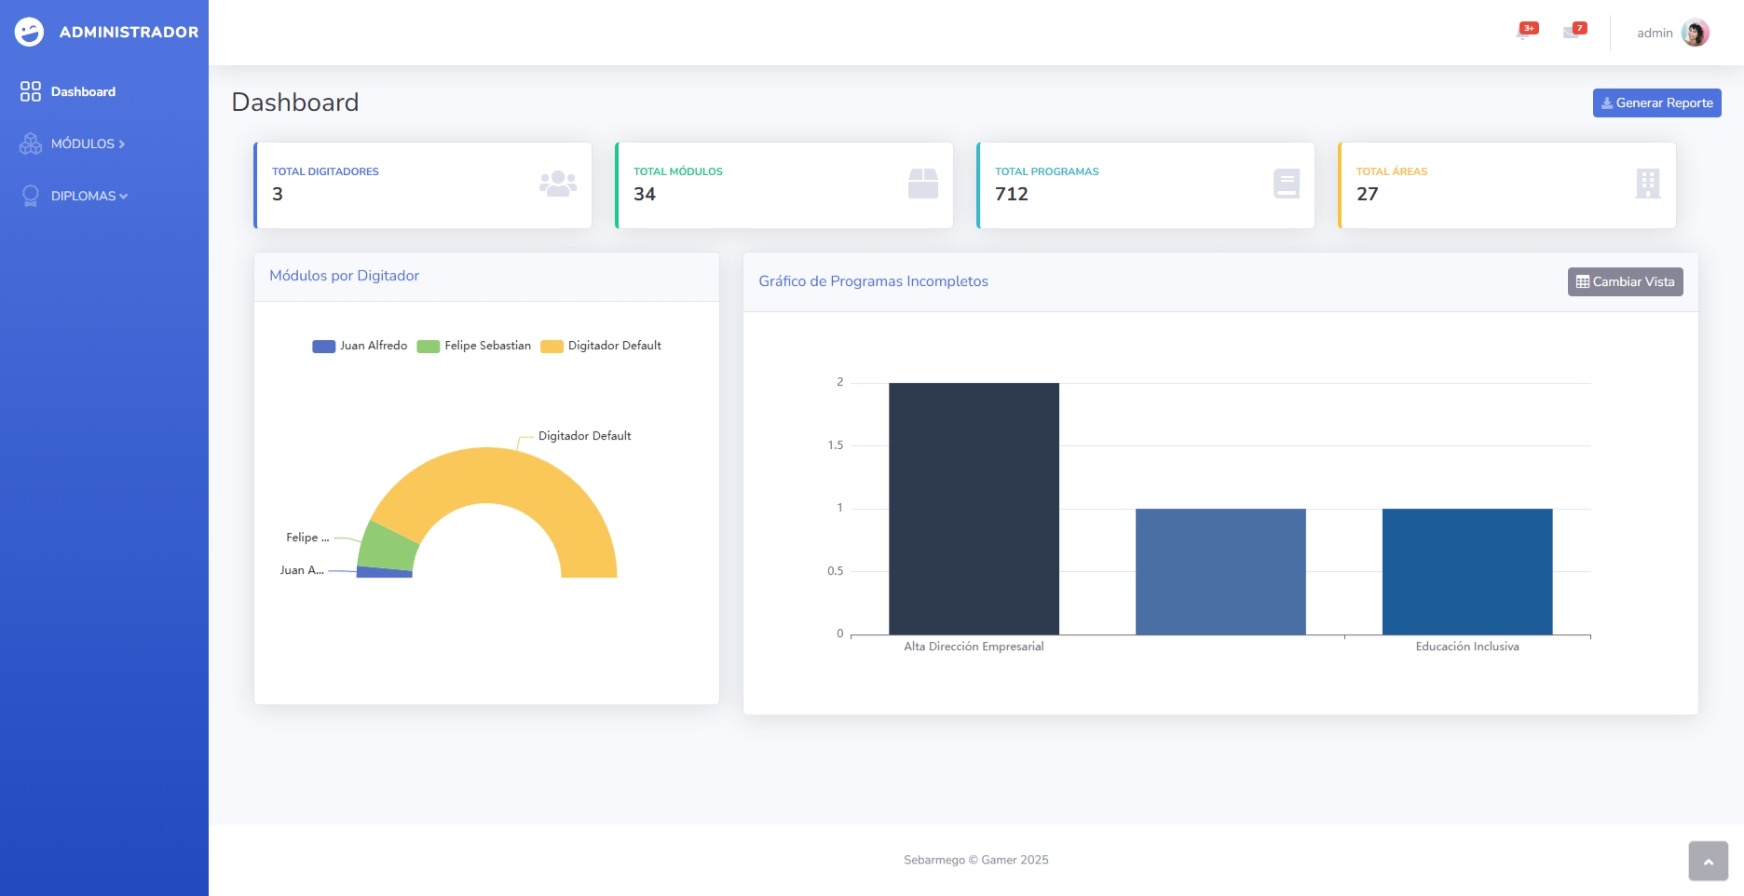 ADMINISTRADOR
3+
7
admin
Dashboard
MÓDULOS
DIPLOMAS
Dashboard
Generar Reporte
TOTAL DIGITADORES
3
TOTAL MÓDULOS
34
TOTAL PROGRAMAS
712
TOTAL ÁREAS
27
Módulos por Digitador
Juan Alfredo
Felipe Sebastian
Digitador Default
Digitador Default
Felipe ...
Juan A...
Gráfico de Programas Incompletos
Cambiar Vista
2
1.5
1
0.5
0
Alta Dirección Empresarial
Educación Inclusiva
Sebarmego © Gamer 2025